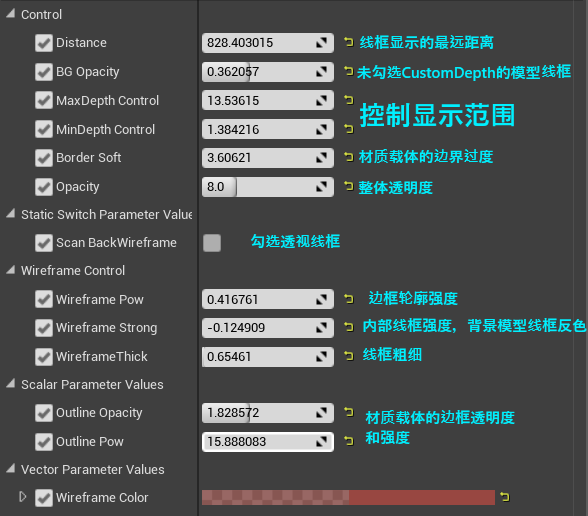 Control
Distance 828.403015 线框显示的最远距离
BG Opacity 0.362057 未勾选CustomDepth的模型线框
MaxDepth Control 13.53615 控制显示范围
MinDepth Control 1.384216
Border Soft 3.60621 材质载体的边界过度
Opacity 8.0 整体透明度
Static Switch Parameter Value
Scan BackWireframe 勾选透视线框
Wireframe Control
Wireframe Pow 0.416761 边框轮廓强度
Wireframe Strong -0.124909 内部线框强度，背景模型线框反色
WireframeThick 0.65461 线框粗细
Scalar Parameter Values
Outline Opacity 1.828572 材质载体的边框透明度
Outline Pow 15.888083 和强度
Vector Parameter Values
Wireframe Color